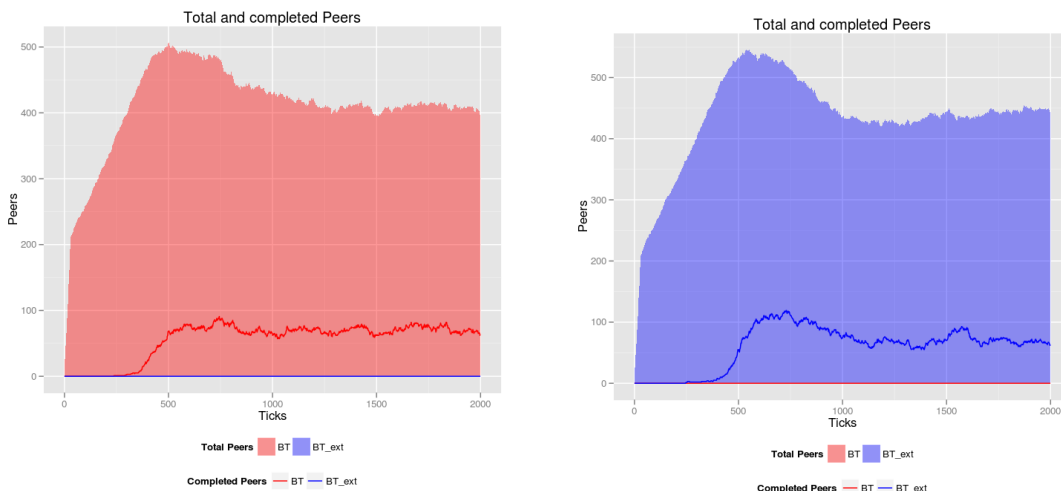 Total and completed Peers
500
400
300
200
100
0
Peers
0
500
1000
1500
2000
Ticks
Total Peers BT BT_ext
Completed Peers BT BT_ext
Total and completed Peers
500
400
300
200
100
0
Peers
0
500
1000
1500
2000
Ticks
Total Peers BT BT_ext
Completed Peers BT BT_ext